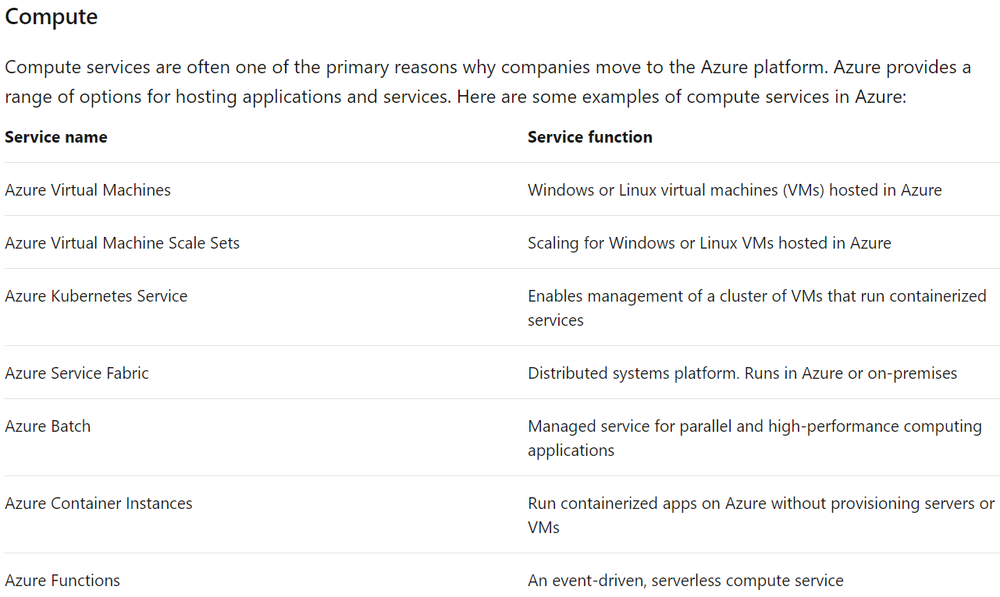 Compute
Compute services are often one of the primary reasons why companies move to the Azure platform. Azure provides a
range of options for hosting applications and services. Here are some examples of compute services in Azure:
Service name Service function
Azure Virtual Machines Windows or Linux virtual machines (VMs) hosted in Azure
Azure Virtual Machine Scale Sets Scaling for Windows or Linux VMs hosted in Azure
Azure Kubernetes Service Enables management of a cluster of VMs that run containerized
services
Azure Service Fabric Distributed systems platform. Runs in Azure or on-premises
Azure Batch Managed service for parallel and high-performance computing
applications
Azure Container Instances Run containerized apps on Azure without provisioning servers or
VMs
Azure Functions An event-driven, serverless compute service